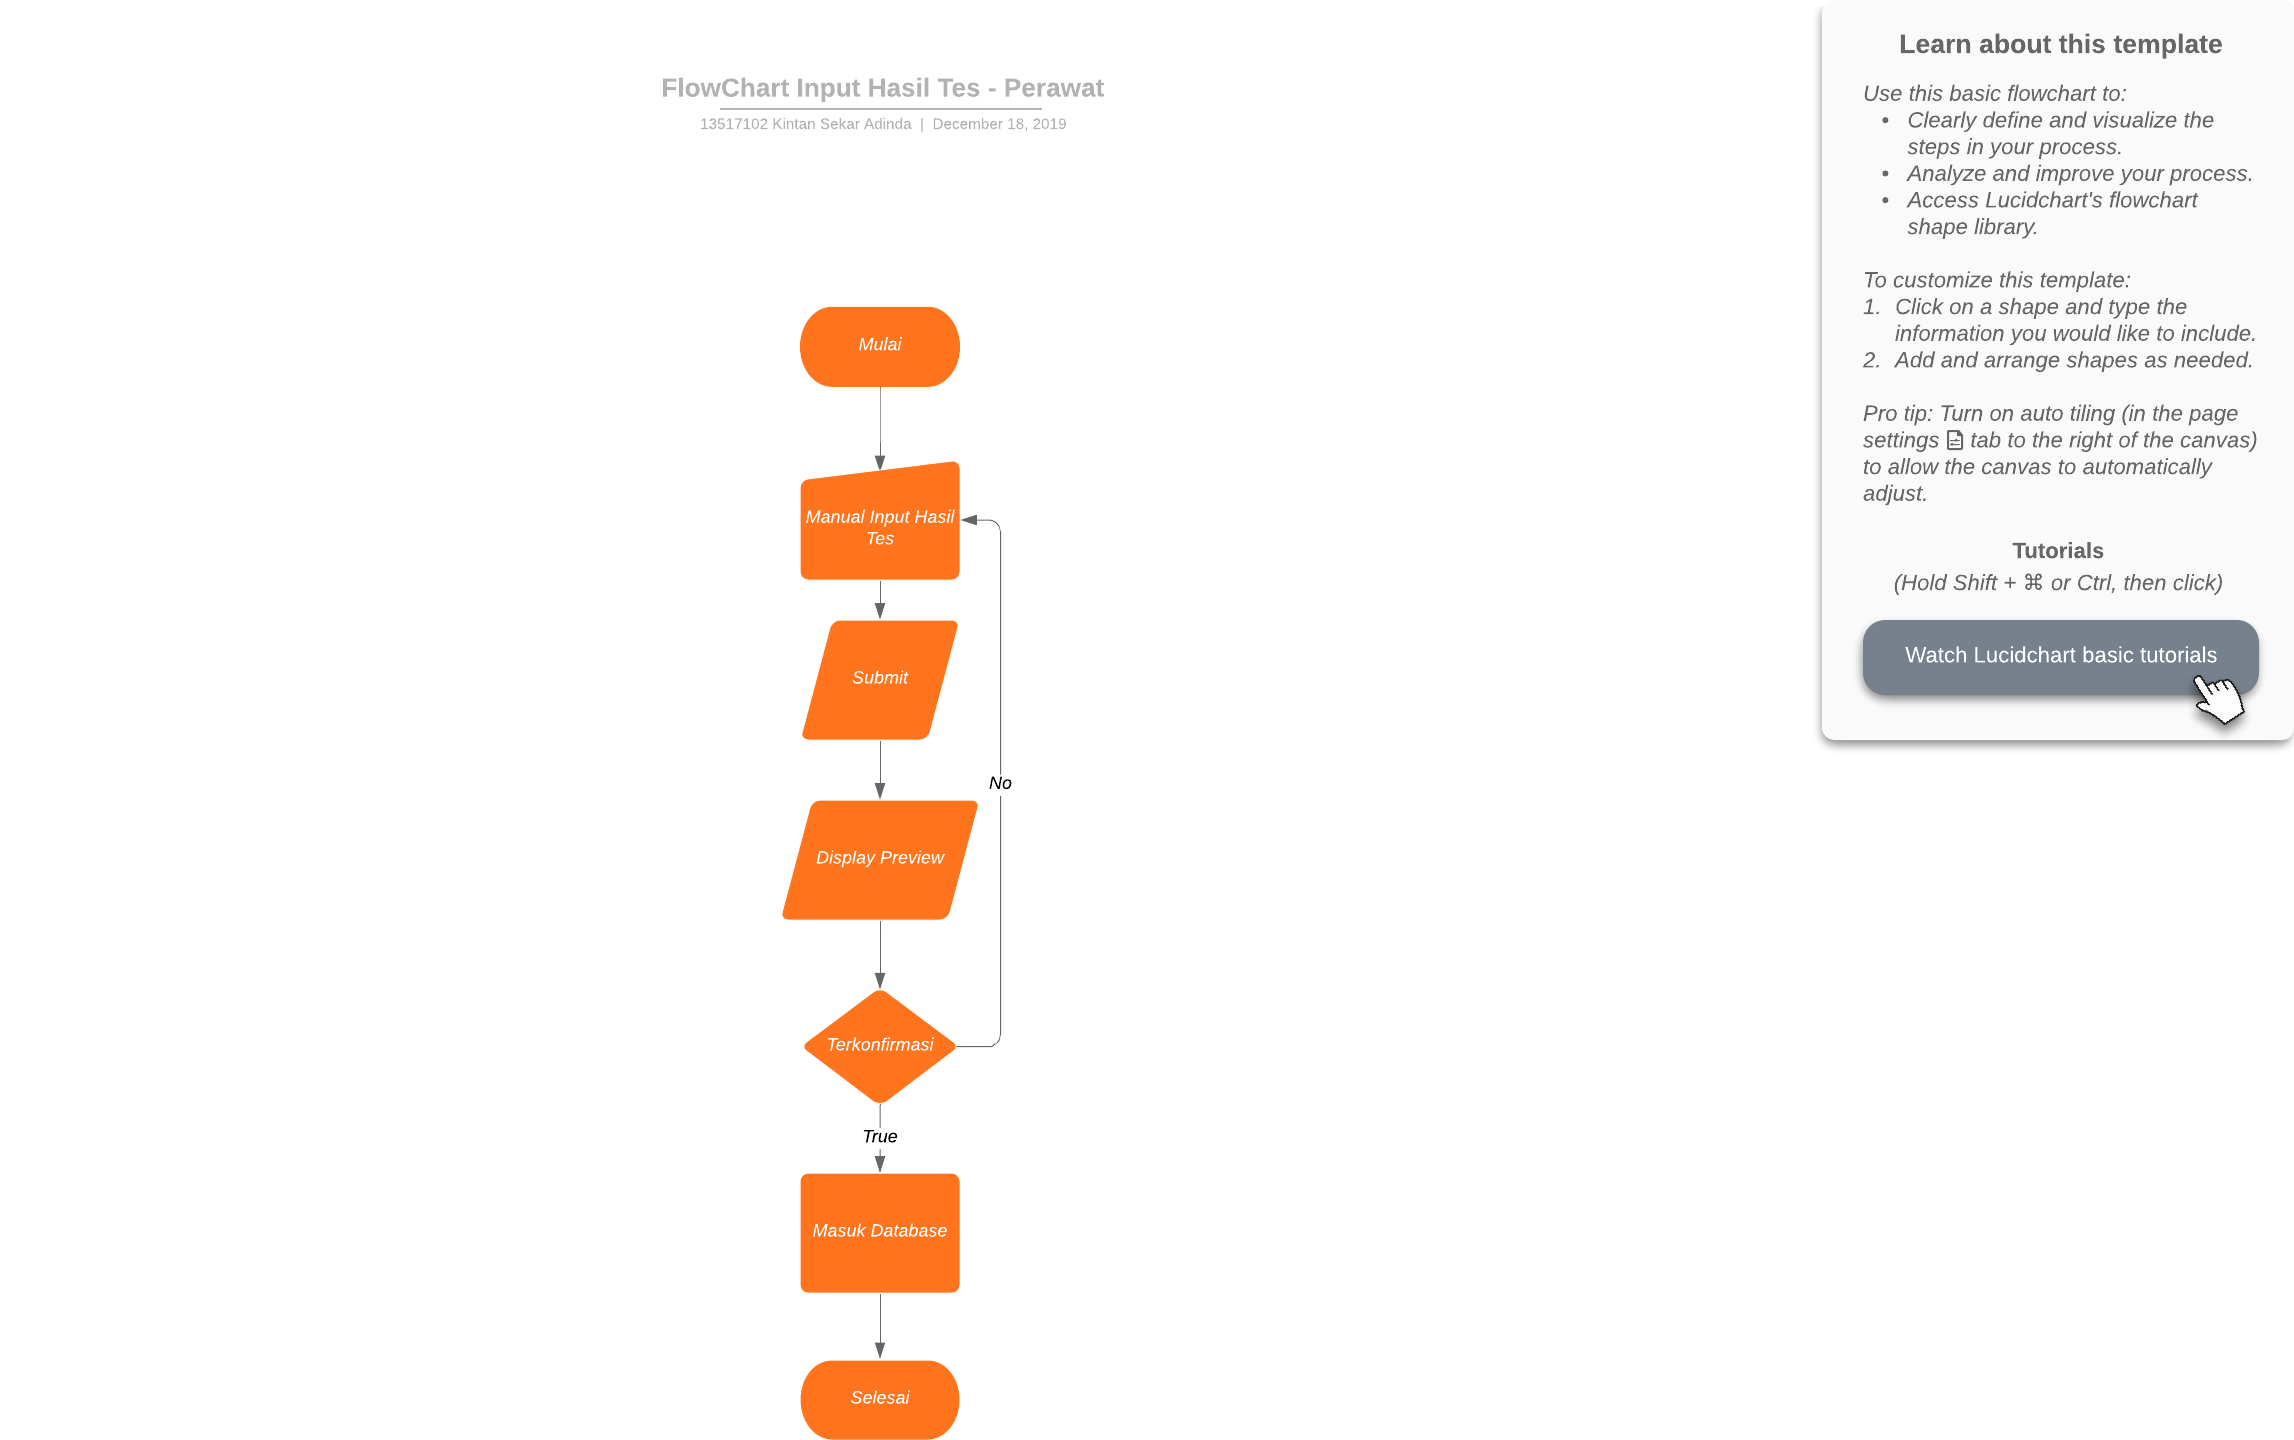 FlowChart Input Hasil Tes - Perawat
13517102 Kintan Sekar Adinda | December 18, 2019
Mulai
Manual Input Hasil
Tes
Submit
No
Display Preview
Terkonfirmasi
True
Masuk Database
Selesai
Learn about this template
Use this basic flowchart to:
• Clearly define and visualize the
steps in your process.
• Analyze and improve your process.
• Access Lucidchart's flowchart
shape library.
To customize this template:
1. Click on a shape and type the
information you would like to include.
2. Add and arrange shapes as needed.
Pro tip: Turn on auto tiling (in the page
settings tab to the right of the canvas)
to allow the canvas to automatically
adjust.
Tutorials
(Hold Shift + ⌘ or Ctrl, then click)
Watch Lucidchart basic tutorials